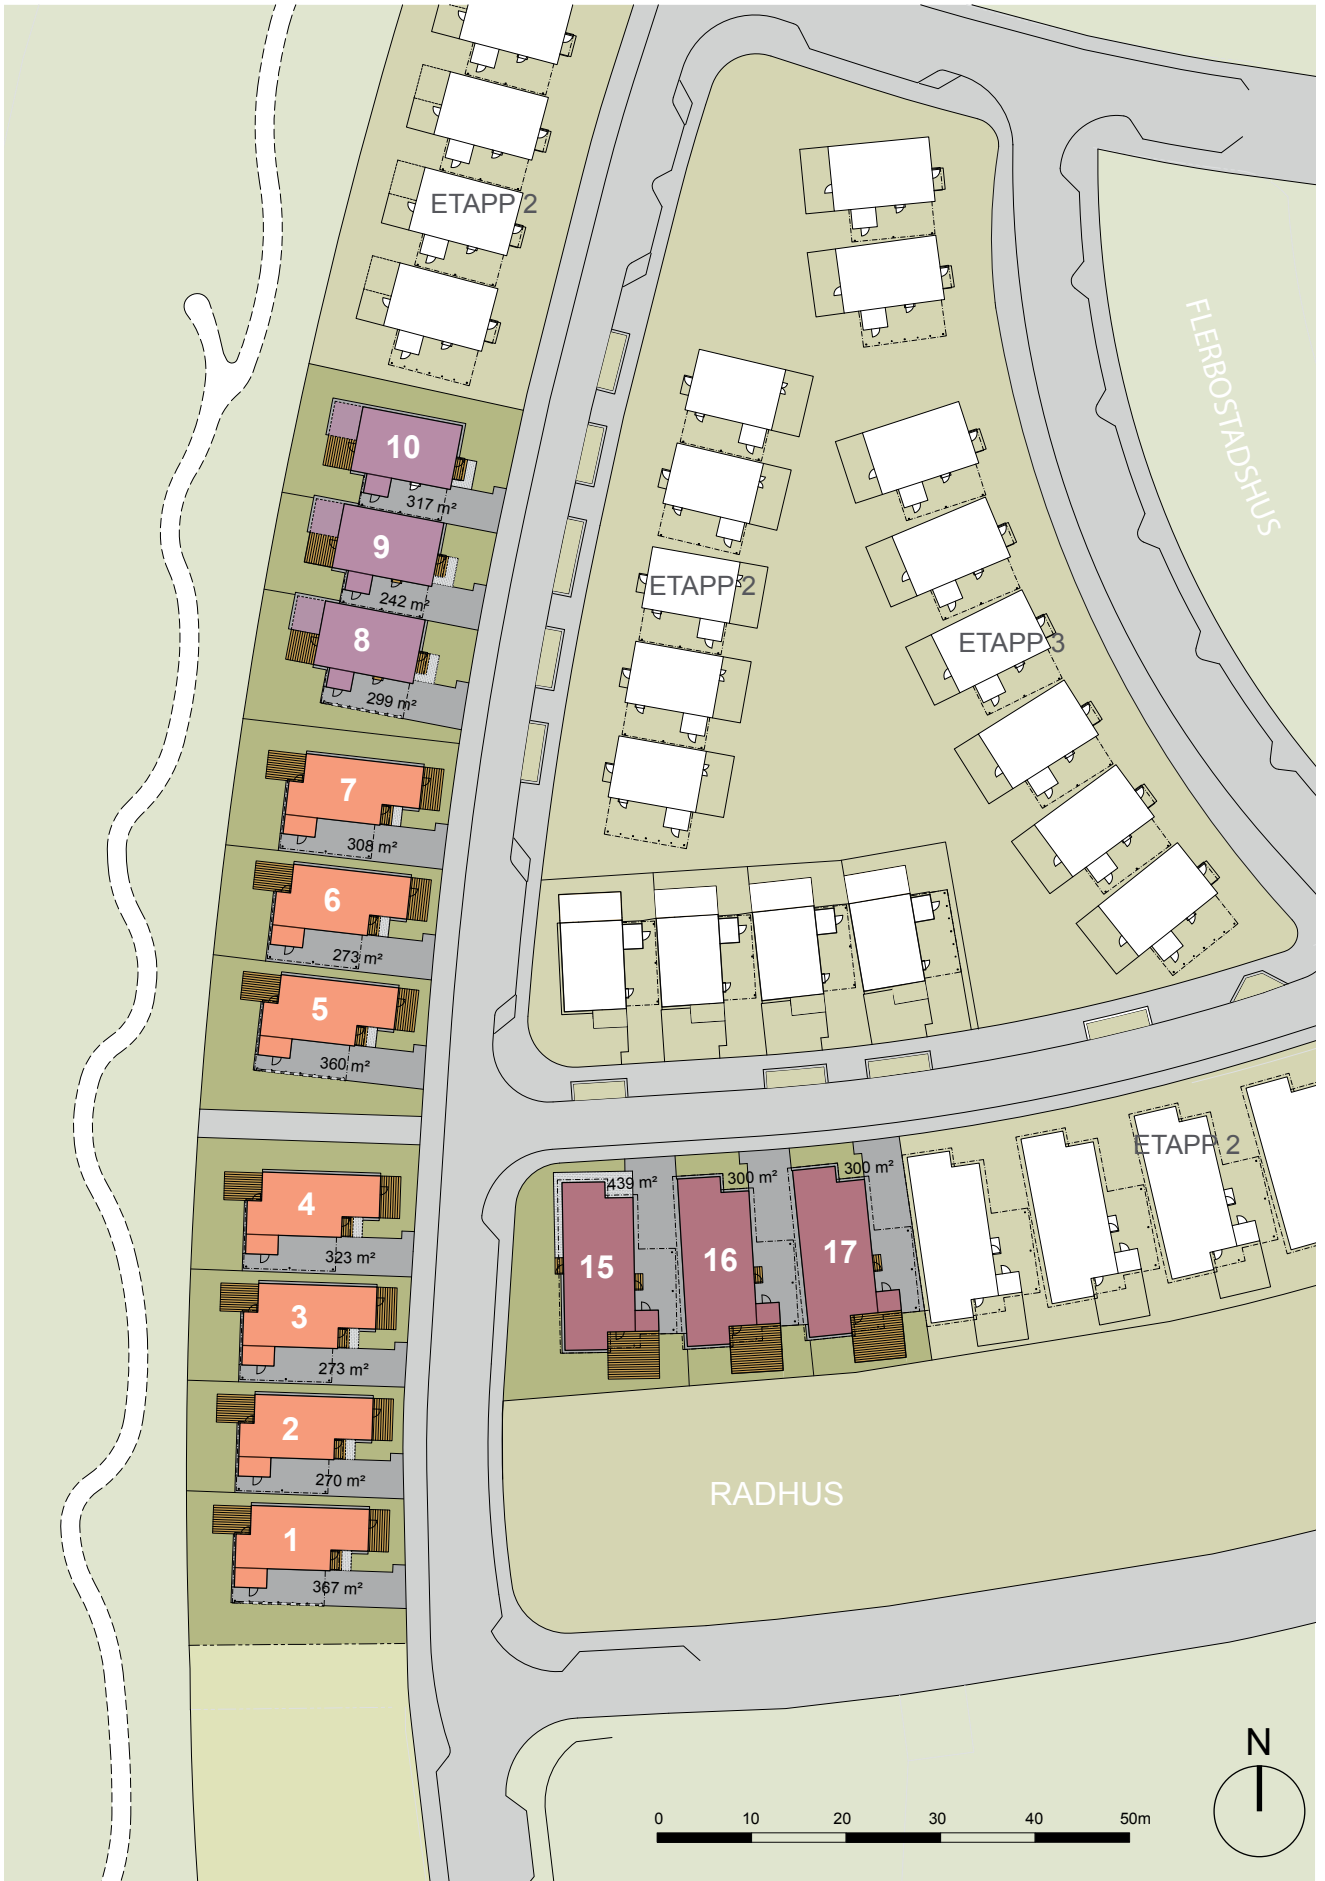 ETAPP 2
10
317 m²
9
242 m²
8
299 m²
7
308 m²
6
273 m²
5
360 m²
4
323 m²
3
273 m²
2
270 m²
1
367 m²
ETAPP 2
ETAPP 3
FLERBOSTADSHUS
ETAPP 2
439 m²
300 m²
300 m²
15
16
17
RADHUS
N
0 10 20 30 40 50m